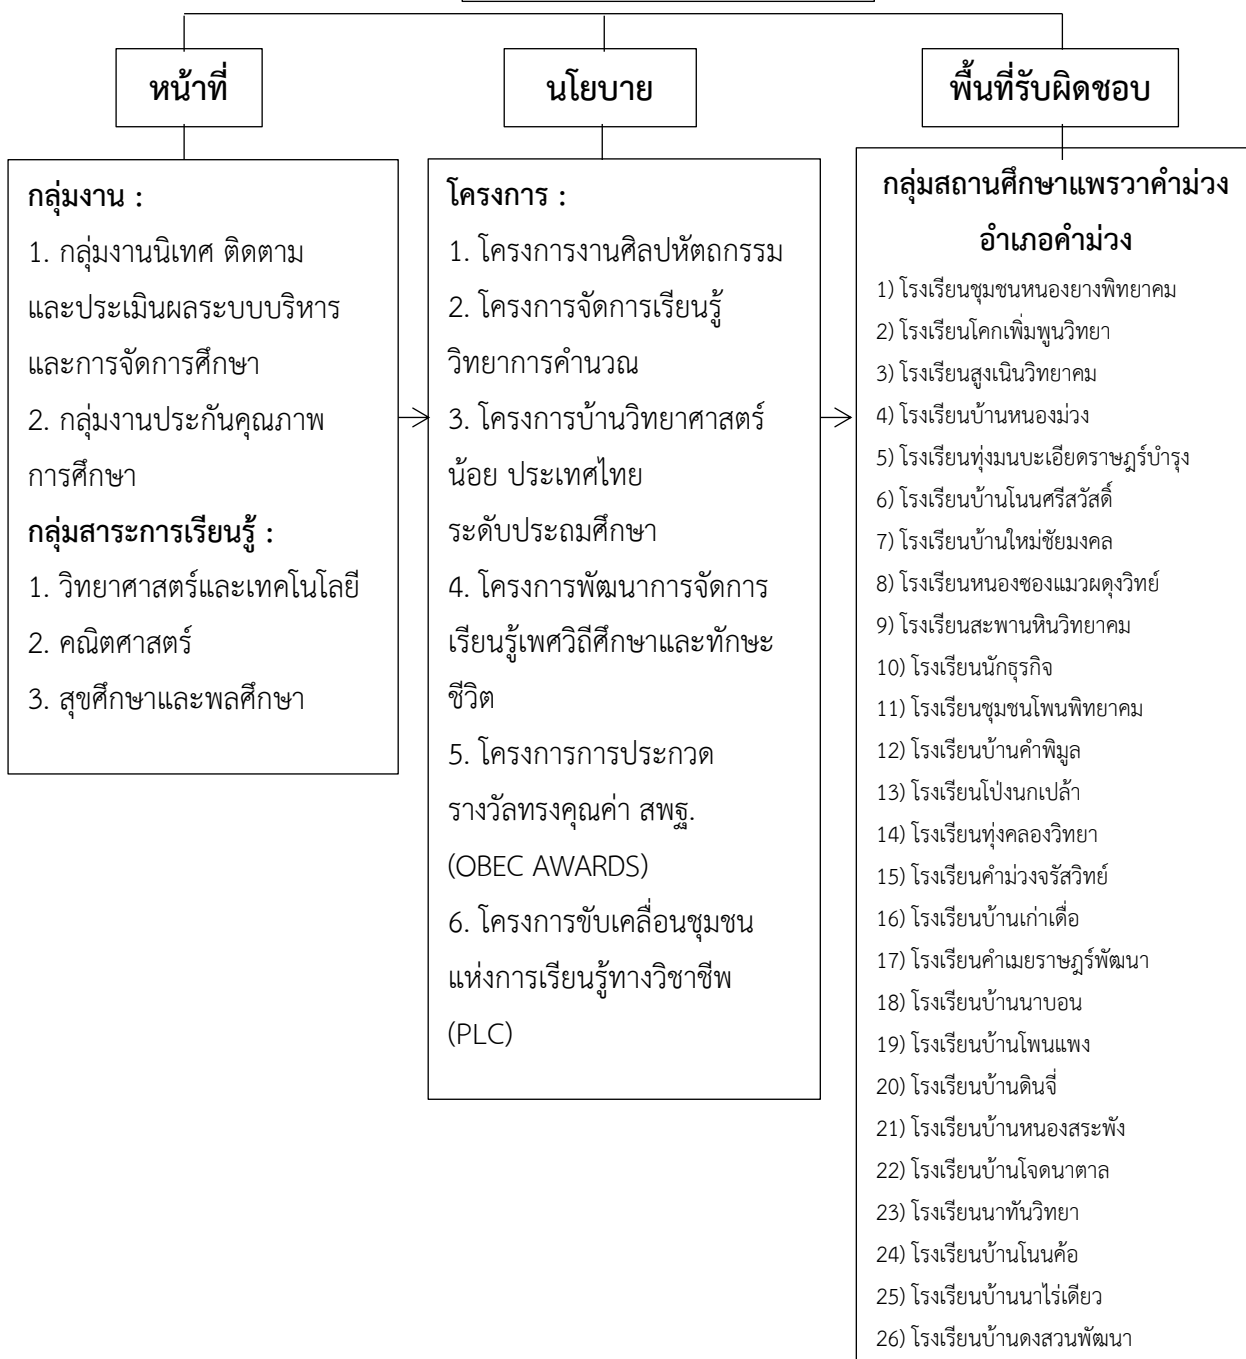 หน้าที่
นโยบาย
พื้นที่รับผิดชอบ
กลุ่มงาน :
1. กลุ่มงานนิเทศ ติดตาม
และประเมินผลระบบบริหาร
และการจัดการศึกษา
2. กลุ่มงานประกันคุณภาพ
การศึกษา
กลุ่มสาระการเรียนรู้ :
1. วิทยาศาสตร์และเทคโนโลยี
2. คณิตศาสตร์
3. สุขศึกษาและพลศึกษา
โครงการ :
1. โครงการงานศิลปหัตถกรรม
2. โครงการจัดการเรียนรู้
วิทยาการคำนวณ
3. โครงการบ้านวิทยาศาสตร์
น้อย ประเทศไทย
ระดับประถมศึกษา
4. โครงการพัฒนาการจัดการ
เรียนรู้เพศวิถีศึกษาและทักษะ
ชีวิต
5. โครงการการประกวด
รางวัลทรงคุณค่า สพฐ.
(OBEC AWARDS)
6. โครงการขับเคลื่อนชุมชน
แห่งการเรียนรู้ทางวิชาชีพ
(PLC)
กลุ่มสถานศึกษาแพรวาคำม่วง
อำเภอคำม่วง
1) โรงเรียนชุมชนหนองยางพิทยาคม
2) โรงเรียนโคกเพิ่มพูนวิทยา
3) โรงเรียนสูงเนินวิทยาคม
4) โรงเรียนบ้านหนองม่วง
5) โรงเรียนทุ่งมนบะเอียดราษฎร์บำรุง
6) โรงเรียนบ้านโนนศรีสวัสดิ์
7) โรงเรียนบ้านใหม่ชัยมงคล
8) โรงเรียนหนองซองแมวผดุงวิทย์
9) โรงเรียนสะพานหินวิทยาคม
10) โรงเรียนนักธุรกิจ
11) โรงเรียนชุมชนโพนพิทยาคม
12) โรงเรียนบ้านคำพิมูล
13) โรงเรียนโป่งนกเปล้า
14) โรงเรียนทุ่งคลองวิทยา
15) โรงเรียนคำม่วงจรัสวิทย์
16) โรงเรียนบ้านเก่าเดื่อ
17) โรงเรียนคำเมยราษฎร์พัฒนา
18) โรงเรียนบ้านนาบอน
19) โรงเรียนบ้านโพนแพง
20) โรงเรียนบ้านดินจี่
21) โรงเรียนบ้านหนองสระพัง
22) โรงเรียนบ้านโจดนาตาล
23) โรงเรียนนาทันวิทยา
24) โรงเรียนบ้านโนนค้อ
25) โรงเรียนบ้านนาไร่เดียว
26) โรงเรียนบ้านดงสวนพัฒนา